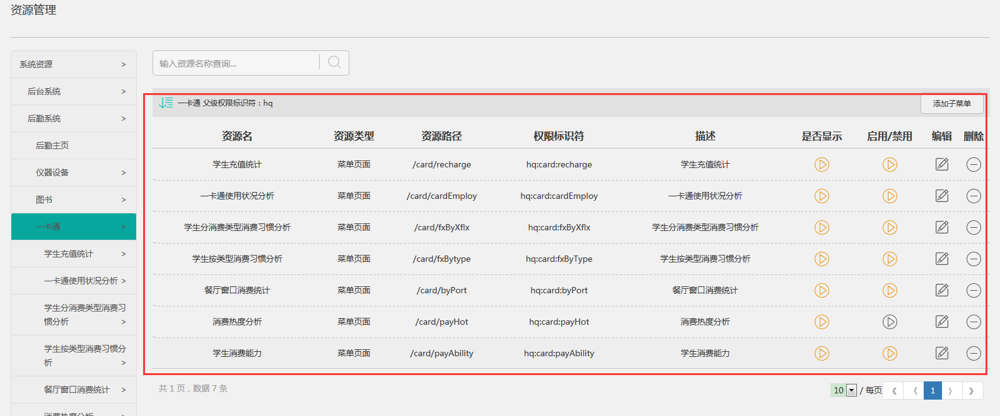 资源管理
系统资源 >
后台系统 >
后勤系统 >
后勤主页
仪器设备 >
图书 >
一卡通 >
学生充值统计 >
一卡通使用状况分析 >
学生分消费类型消费习
惯分析 >
学生按类型消费习惯分
析 >
餐厅窗口消费统计 >
消费热度分析
输入资源名称查询...
一卡通 父级权限标识符 : hq 添加子菜单
资源名 资源类型 资源路径 权限标识符 描述 是否显示 启用/禁用 编辑 删除
学生充值统计 菜单页面 /card/recharge hq:card:recharge 学生充值统计
一卡通使用状况分析 菜单页面 /card/cardEmploy hq:card:cardEmploy 一卡通使用状况分析
学生分消费类型消费习惯分析 菜单页面 /card/fxByXflx hq:card:fxByXflx 学生分消费类型消费习惯分析
学生按类型消费习惯分析 菜单页面 /card/fxBytype hq:card:fxByType 学生按类型消费习惯分析
餐厅窗口消费统计 菜单页面 /card/byPort hq:card:byPort 餐厅窗口消费统计
消费热度分析 菜单页面 /card/payHot hq:card:payHot 消费热度分析
学生消费能力 菜单页面 /card/payAbility hq:card:payAbility 学生消费能力
共 1 页 , 数据 7 条 10 / 每页 《 〈 1 〉 》